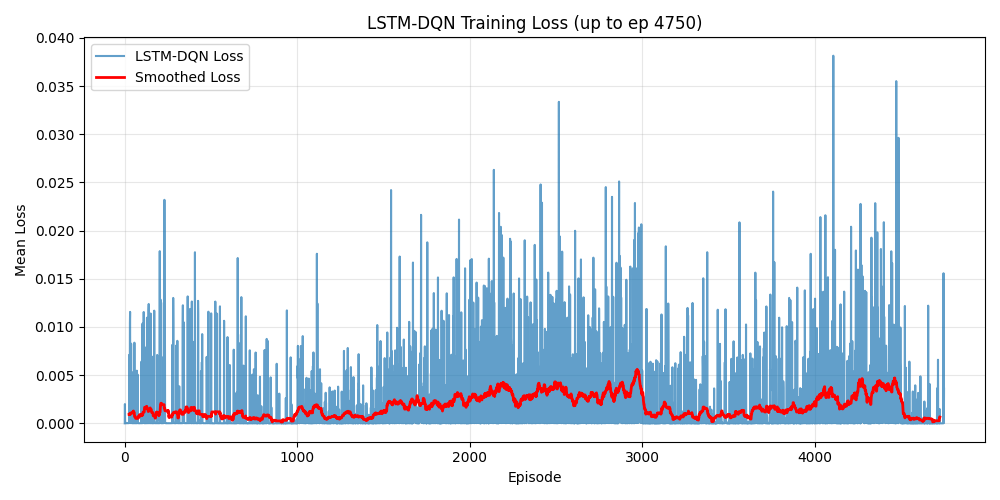 LSTM-DQN Training Loss (up to ep 4750)
LSTM-DQN Loss
Smoothed Loss
Mean Loss
0.040
0.035
0.030
0.025
0.020
0.015
0.010
0.005
0.000
0 1000 2000 3000 4000
Episode